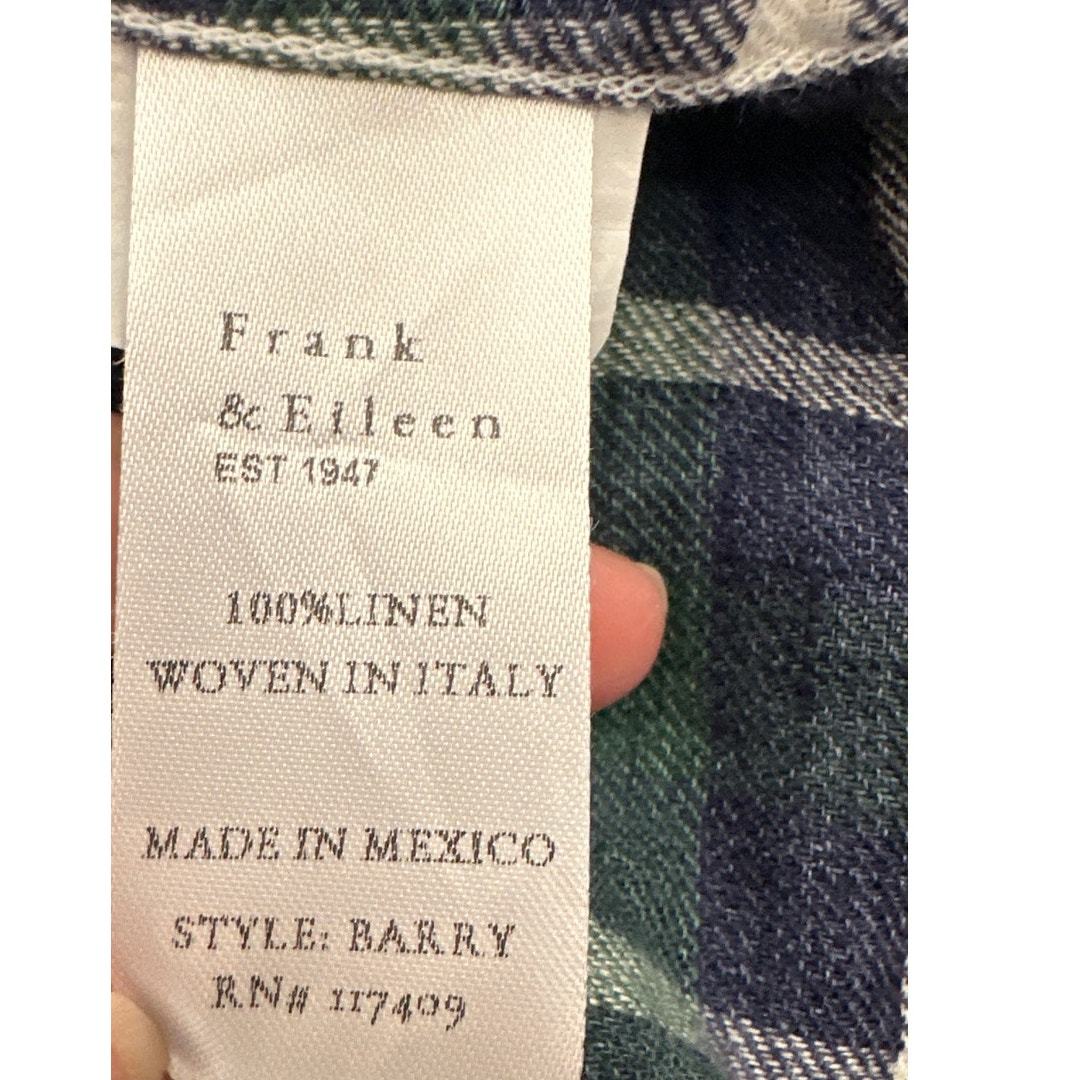 Frank
& Eileen
EST 1947
100%LINEN
WOVEN IN ITALY
MADE IN MEXICO
STYLE: BARRY
RN# 117409